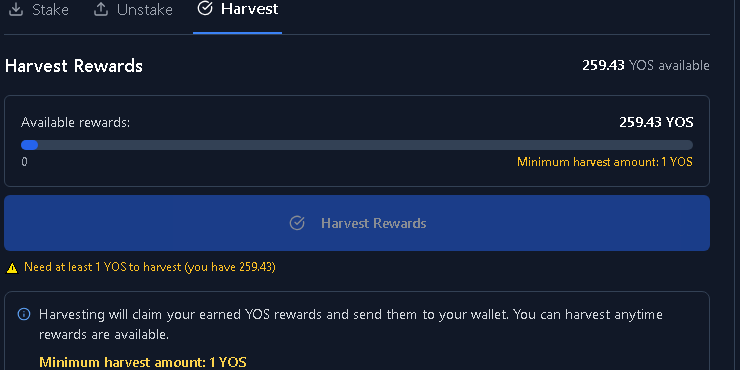 Stake Unstake Harvest
Harvest Rewards 259.43 YOS available
Available rewards: 259.43 YOS
0 Minimum harvest amount: 1 YOS
Harvest Rewards
Need at least 1 YOS to harvest (you have 259.43)
Harvesting will claim your earned YOS rewards and send them to your wallet. You can harvest anytime
rewards are available.
Minimum harvest amount: 1 YOS